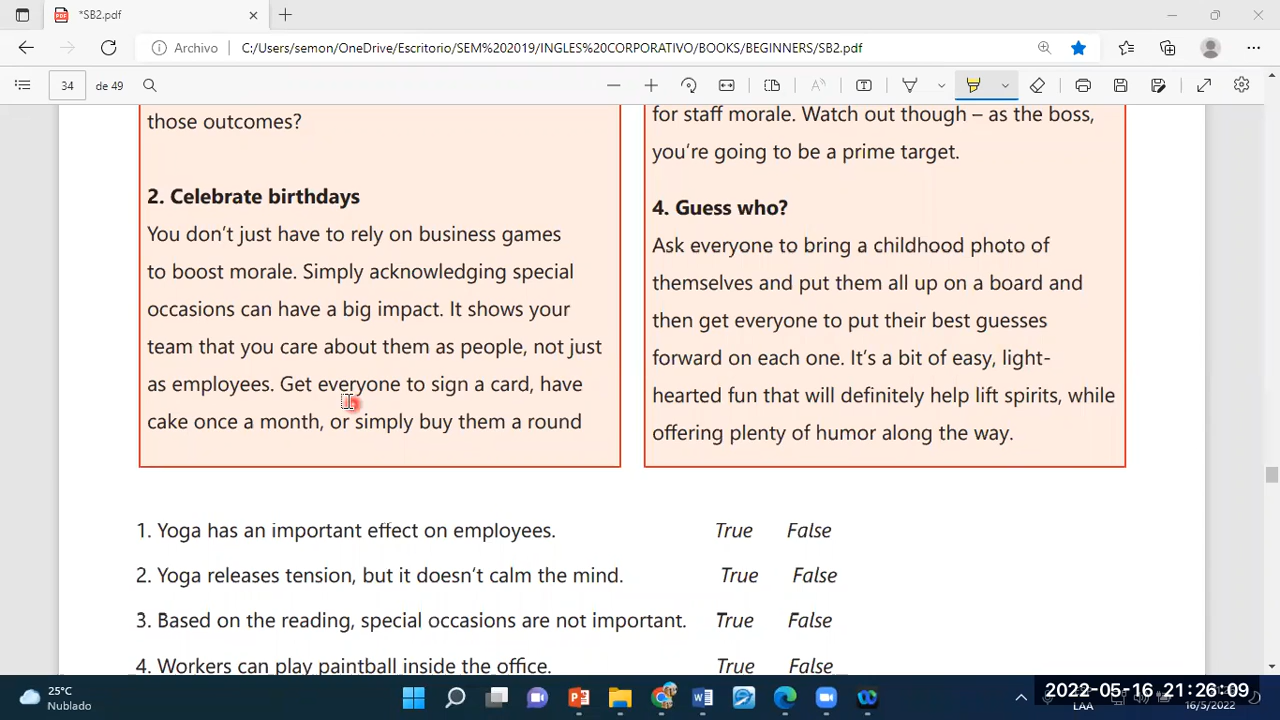 *SB2.pdf
Archivo
C:/Users/semon/OneDrive/Escritorio/SEM%202019/INGLES%20CORPORATIVO/BOOKS/BEGINNERS/SB2.pdf
34 de 49
those outcomes?
2. Celebrate birthdays
You don't just have to rely on business games
to boost morale. Simply acknowledging special
occasions can have a big impact. It shows your
team that you care about them as people, not just
as employees. Get everyone to sign a card, have
cake once a month, or simply buy them a round
for staff morale. Watch out though – as the boss,
you're going to be a prime target.
4. Guess who?
Ask everyone to bring a childhood photo of
themselves and put them all up on a board and
then get everyone to put their best guesses
forward on each one. It's a bit of easy, light-
hearted fun that will definitely help lift spirits, while
offering plenty of humor along the way.
1. Yoga has an important effect on employees. True False
2. Yoga releases tension, but it doesn't calm the mind. True False
3. Based on the reading, special occasions are not important. True False
4. Workers can play paintball inside the office. True False
25°C
Nublado
2022-05-16 21:26:09
LAA 16/5/2022